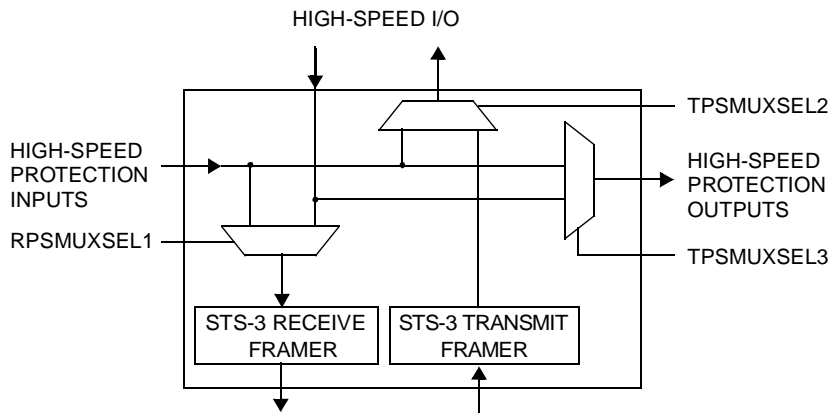 HIGH-SPEED I/O
TPSMUXSEL2
HIGH-SPEED
PROTECTION
INPUTS
HIGH-SPEED
PROTECTION
OUTPUTS
RPSMUXSEL1
TPSMUXSEL3
STS-3 RECEIVE
FRAMER
STS-3 TRANSMIT
FRAMER